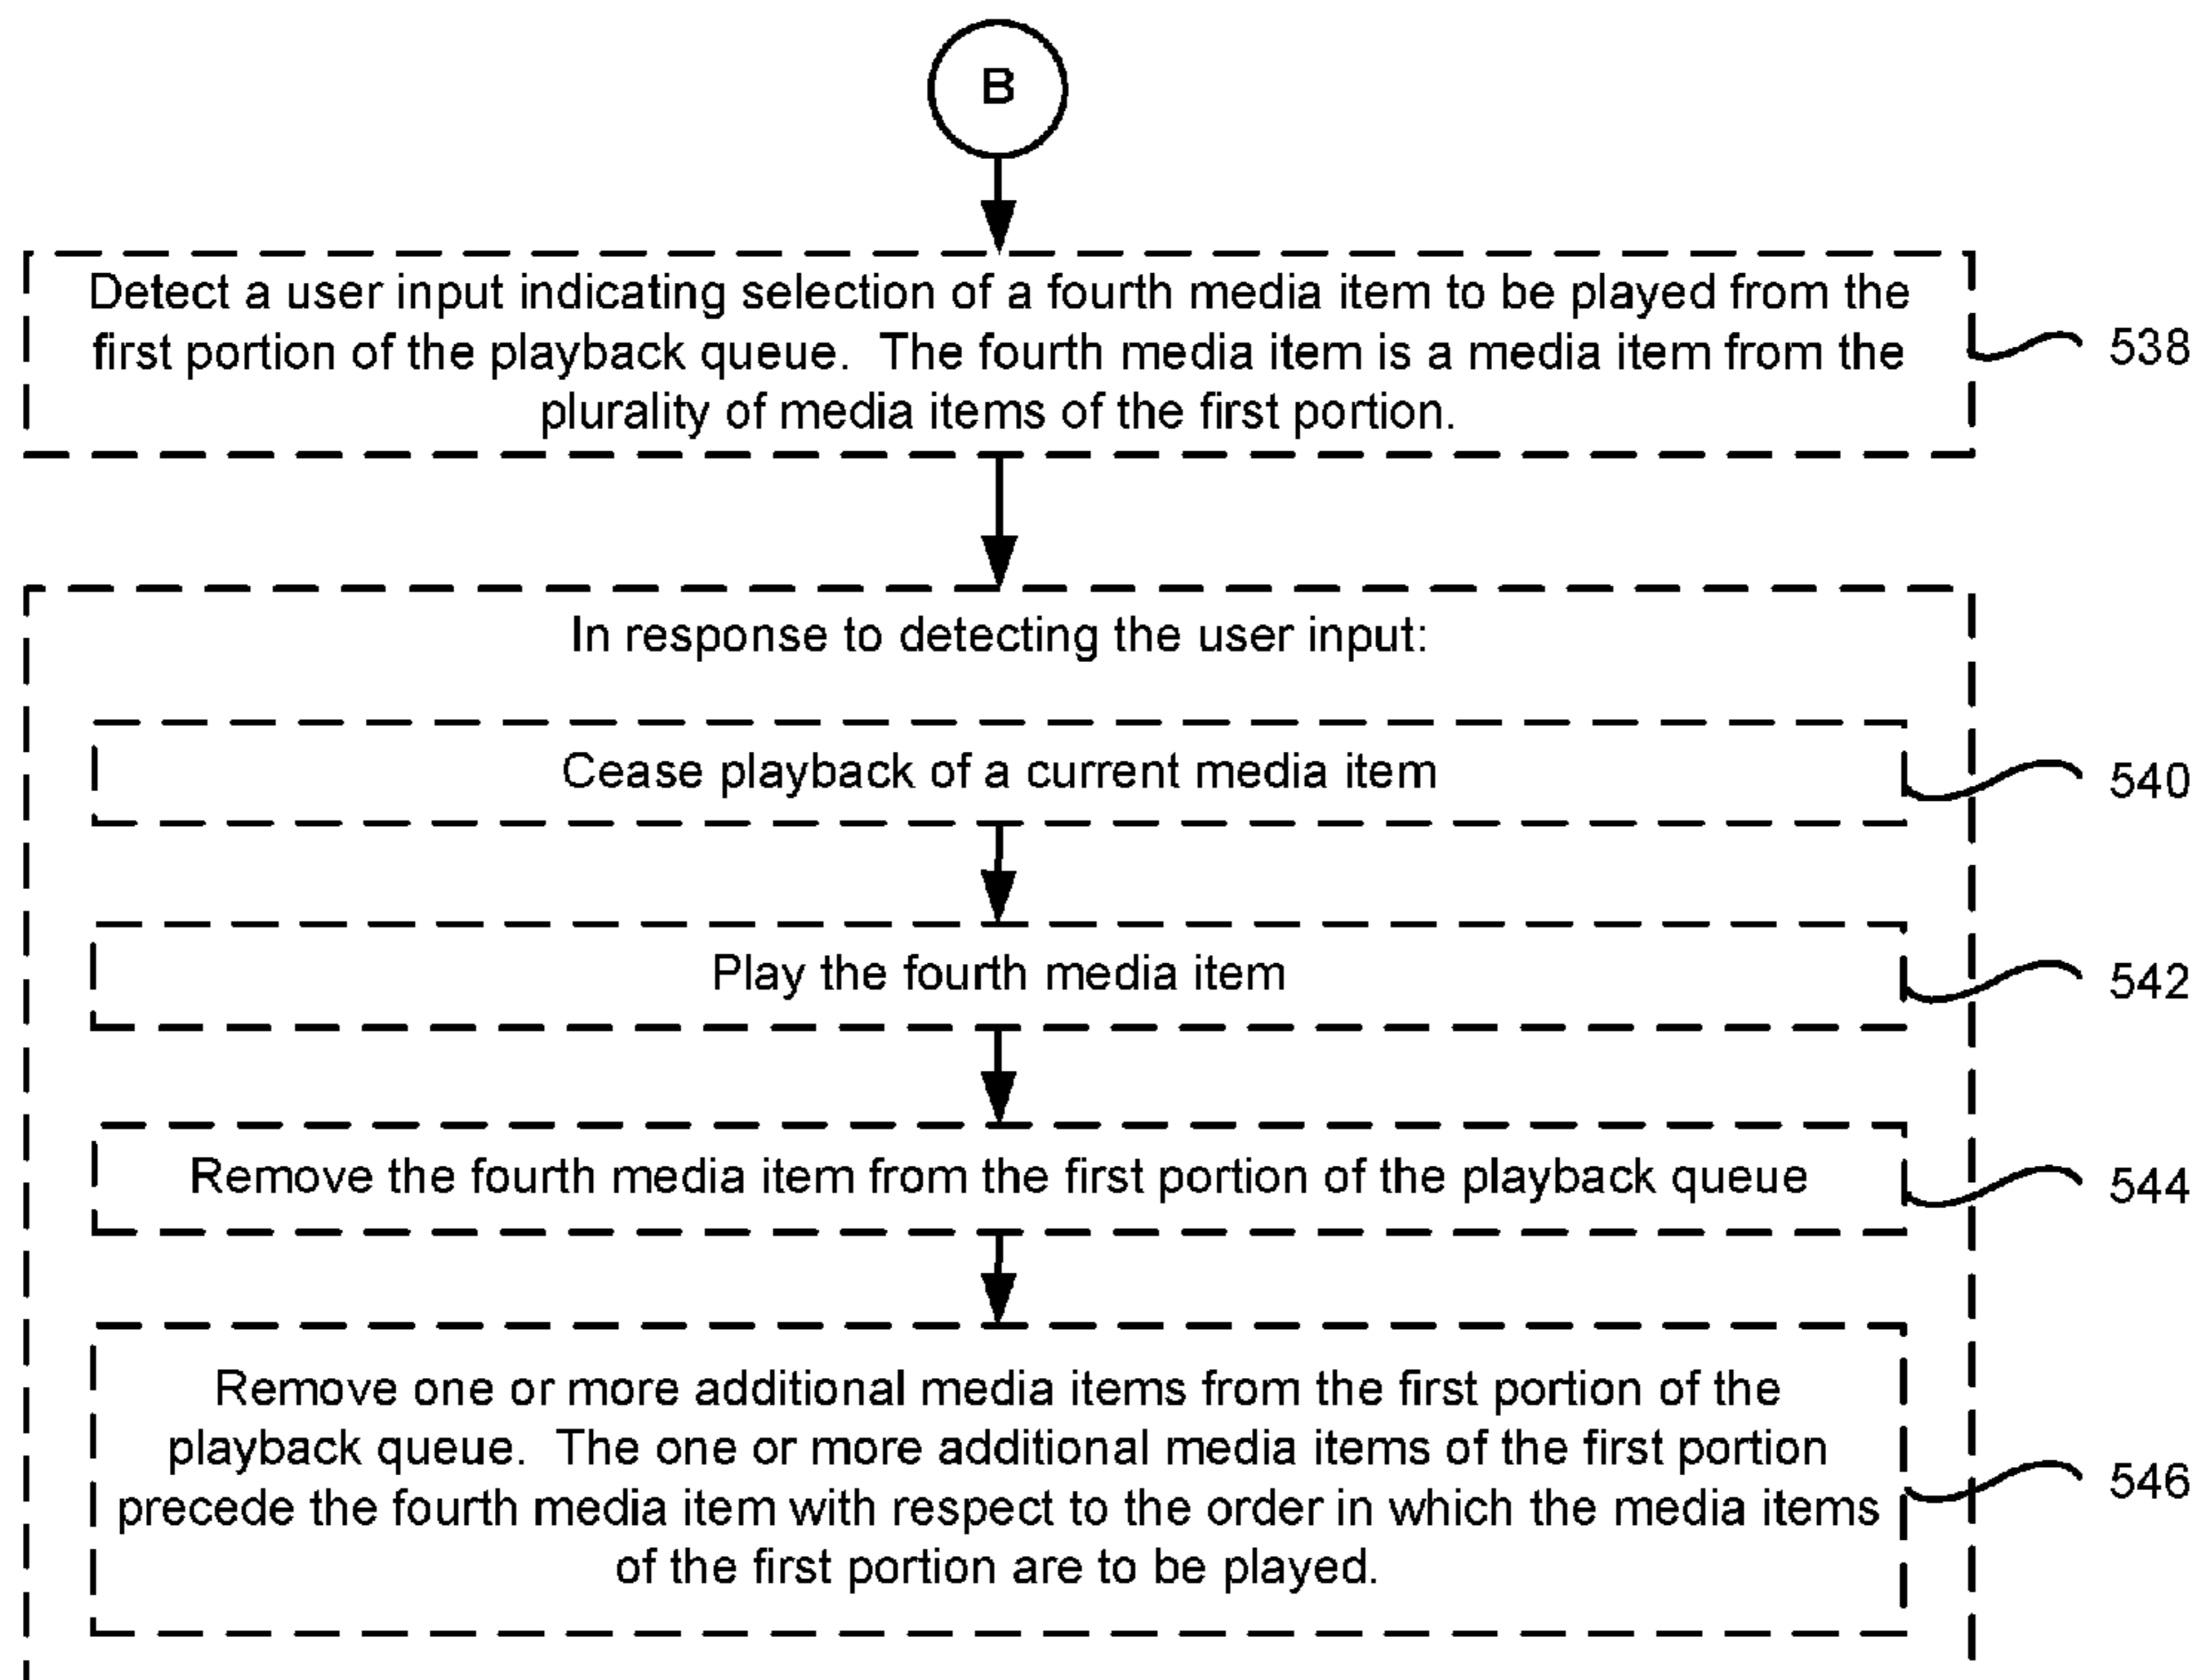 B
Detect a user input indicating selection of a fourth media item to be played from the
first portion of the playback queue.  The fourth media item is a media item from the
plurality of media items of the first portion.
538
In response to detecting the user input:
Cease playback of a current media item
540
Play the fourth media item
542
Remove the fourth media item from the first portion of the playback queue
544
Remove one or more additional media items from the first portion of the
playback queue.  The one or more additional media items of the first portion
precede the fourth media item with respect to the order in which the media items
of the first portion are to be played.
546